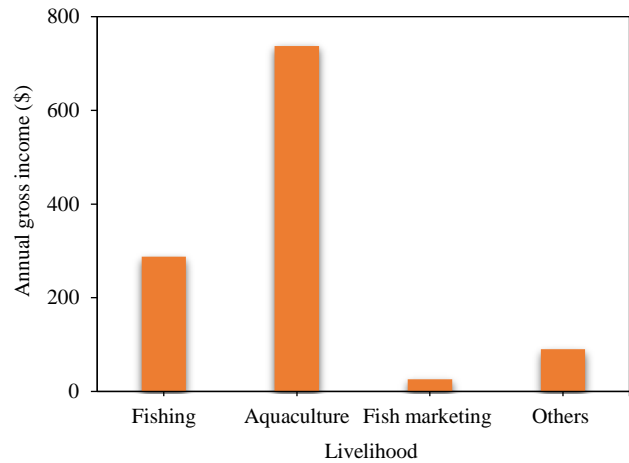 800
600
400
200
0
Annual gross income ($)
Fishing
Aquaculture
Fish marketing
Others
Livelihood